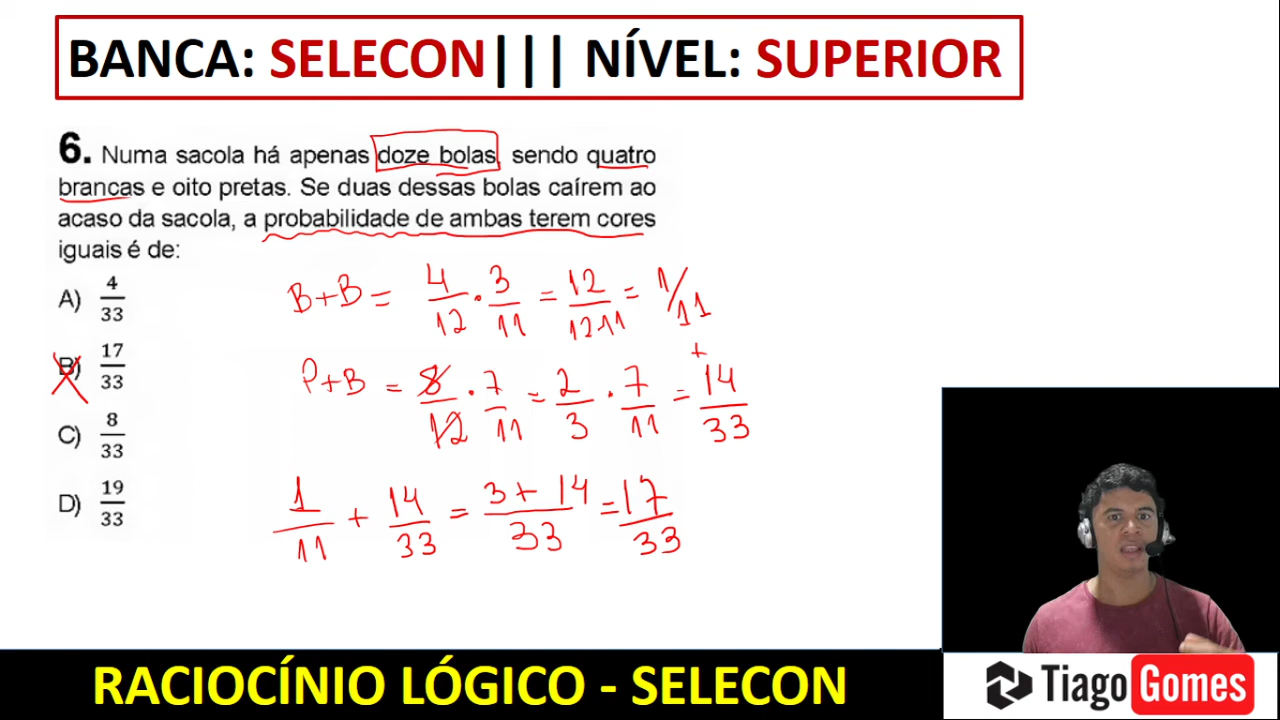 BANCA: SELECON||| NÍVEL: SUPERIOR
6. Numa sacola há apenas doze bolas, sendo quatro
brancas e oito pretas. Se duas dessas bolas caírem ao
acaso da sacola, a probabilidade de ambas terem cores
iguais é de:
A) 4/33
B) 17/33
C) 8/33
D) 19/33
B+B = 4/12 · 3/11 = 12/12·11 = 1/11
+
P+B = 8/12 · 7/11 = 2/3 · 7/11 = 14/33
1/11 + 14/33 = 3+14/33 = 17/33
RACIOCÍNIO LÓGICO - SELECON
Tiago Gomes